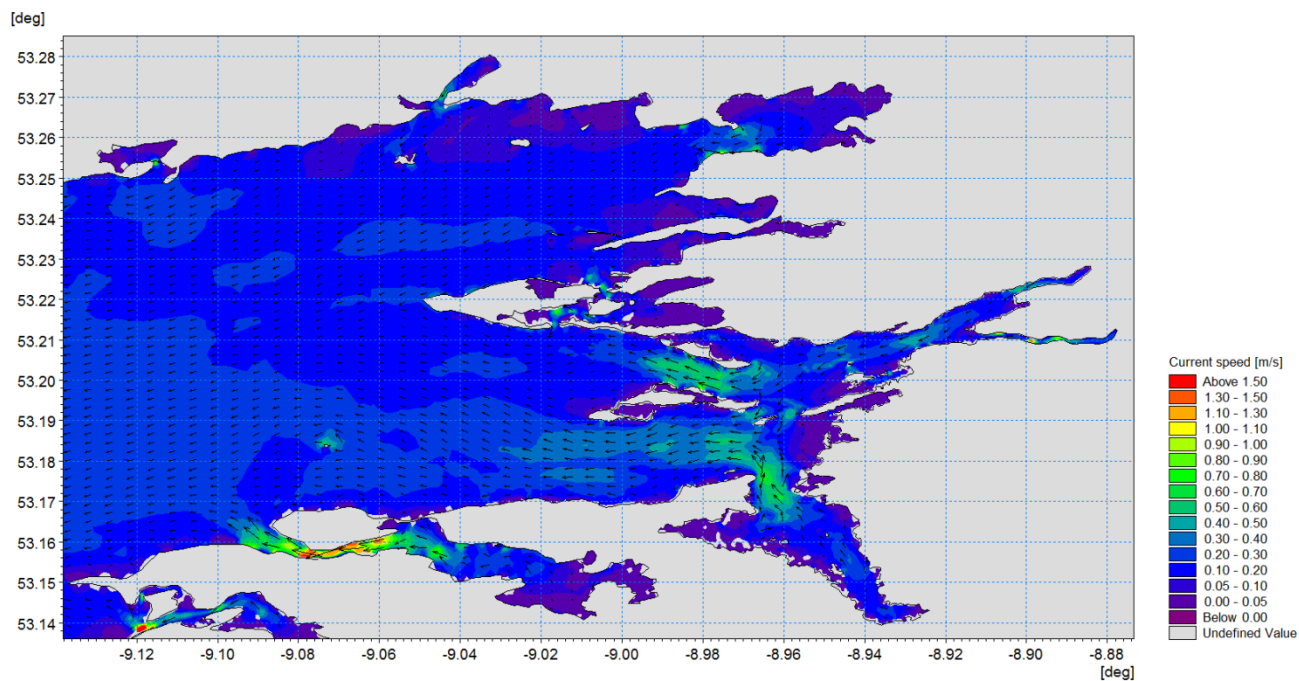 [deg]
53.28
53.27
53.26
53.25
53.24
53.23
53.22
53.21
53.20
53.19
53.18
53.17
53.16
53.15
53.14
-9.12
-9.10
-9.08
-9.06
-9.04
-9.02
-9.00
-8.98
-8.96
-8.94
-8.92
-8.90
-8.88
[deg]
Current speed [m/s]
Above 1.50
1.30 - 1.50
1.10 - 1.30
1.00 - 1.10
0.90 - 1.00
0.80 - 0.90
0.70 - 0.80
0.60 - 0.70
0.50 - 0.60
0.40 - 0.50
0.30 - 0.40
0.20 - 0.30
0.10 - 0.20
0.05 - 0.10
0.00 - 0.05
Below 0.00
Undefined Value